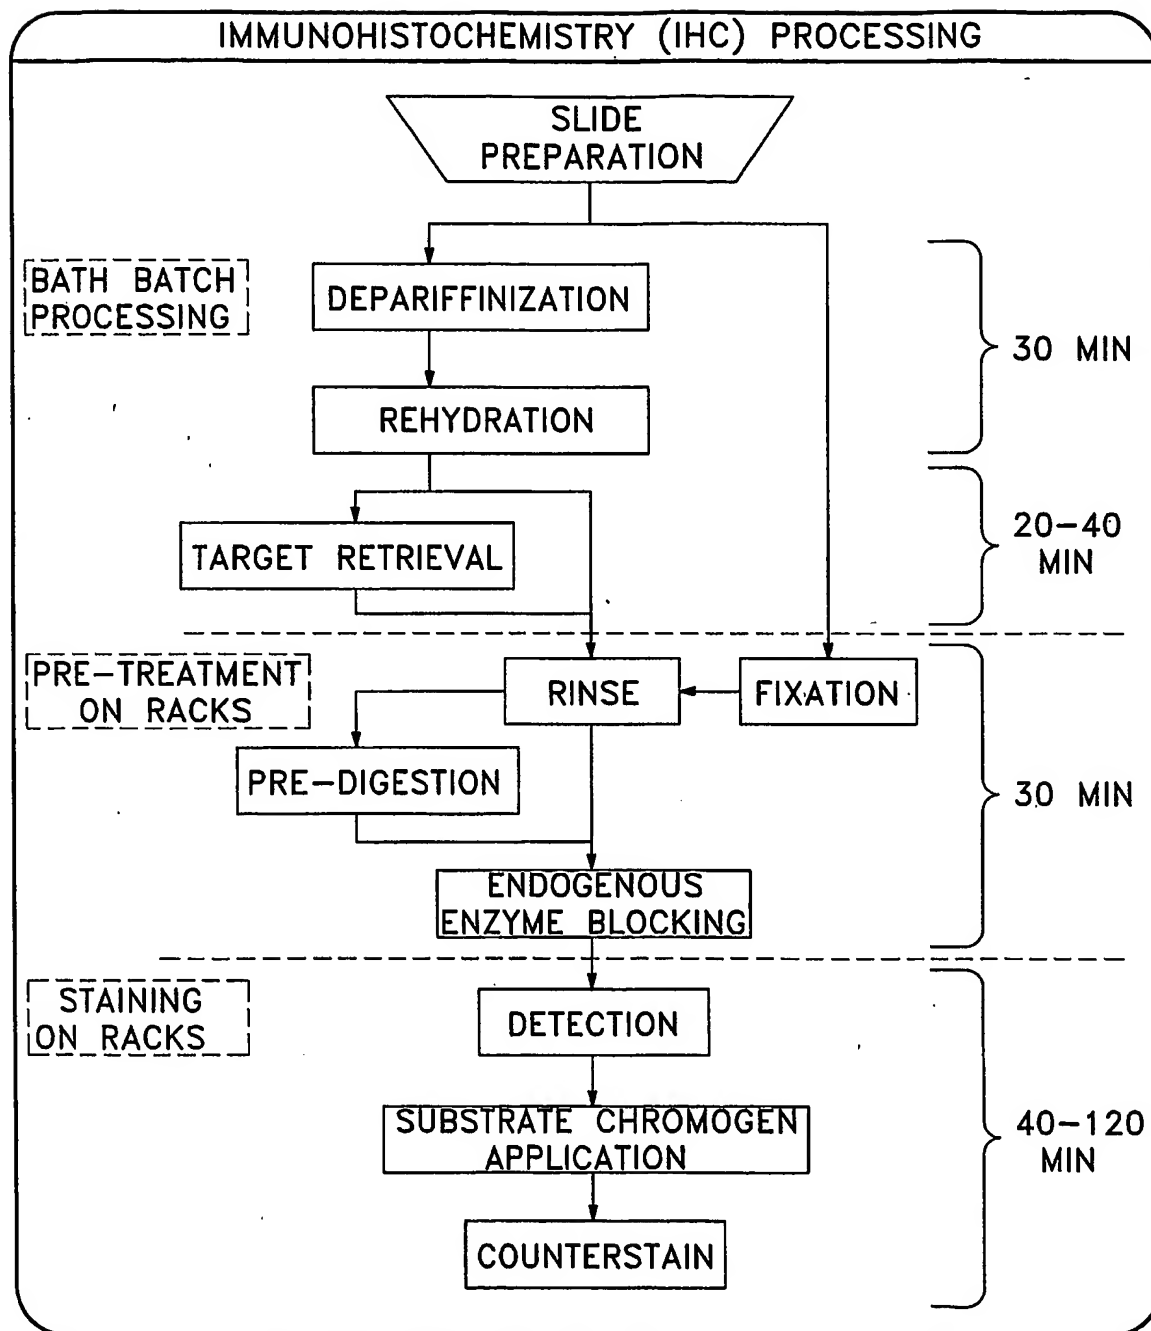 IMMUNOHISTOCHEMISTRY (IHC) PROCESSING
SLIDE
PREPARATION
BATH BATCH
PROCESSING
DEPARIFFINIZATION
30 MIN
REHYDRATION
TARGET RETRIEVAL
20-40
MIN
PRE-TREATMENT
ON RACKS
RINSE
FIXATION
PRE-DIGESTION
30 MIN
ENDOGENOUS
ENZYME BLOCKING
STAINING
ON RACKS
DETECTION
SUBSTRATE CHROMOGEN
APPLICATION
40-120
MIN
COUNTERSTAIN